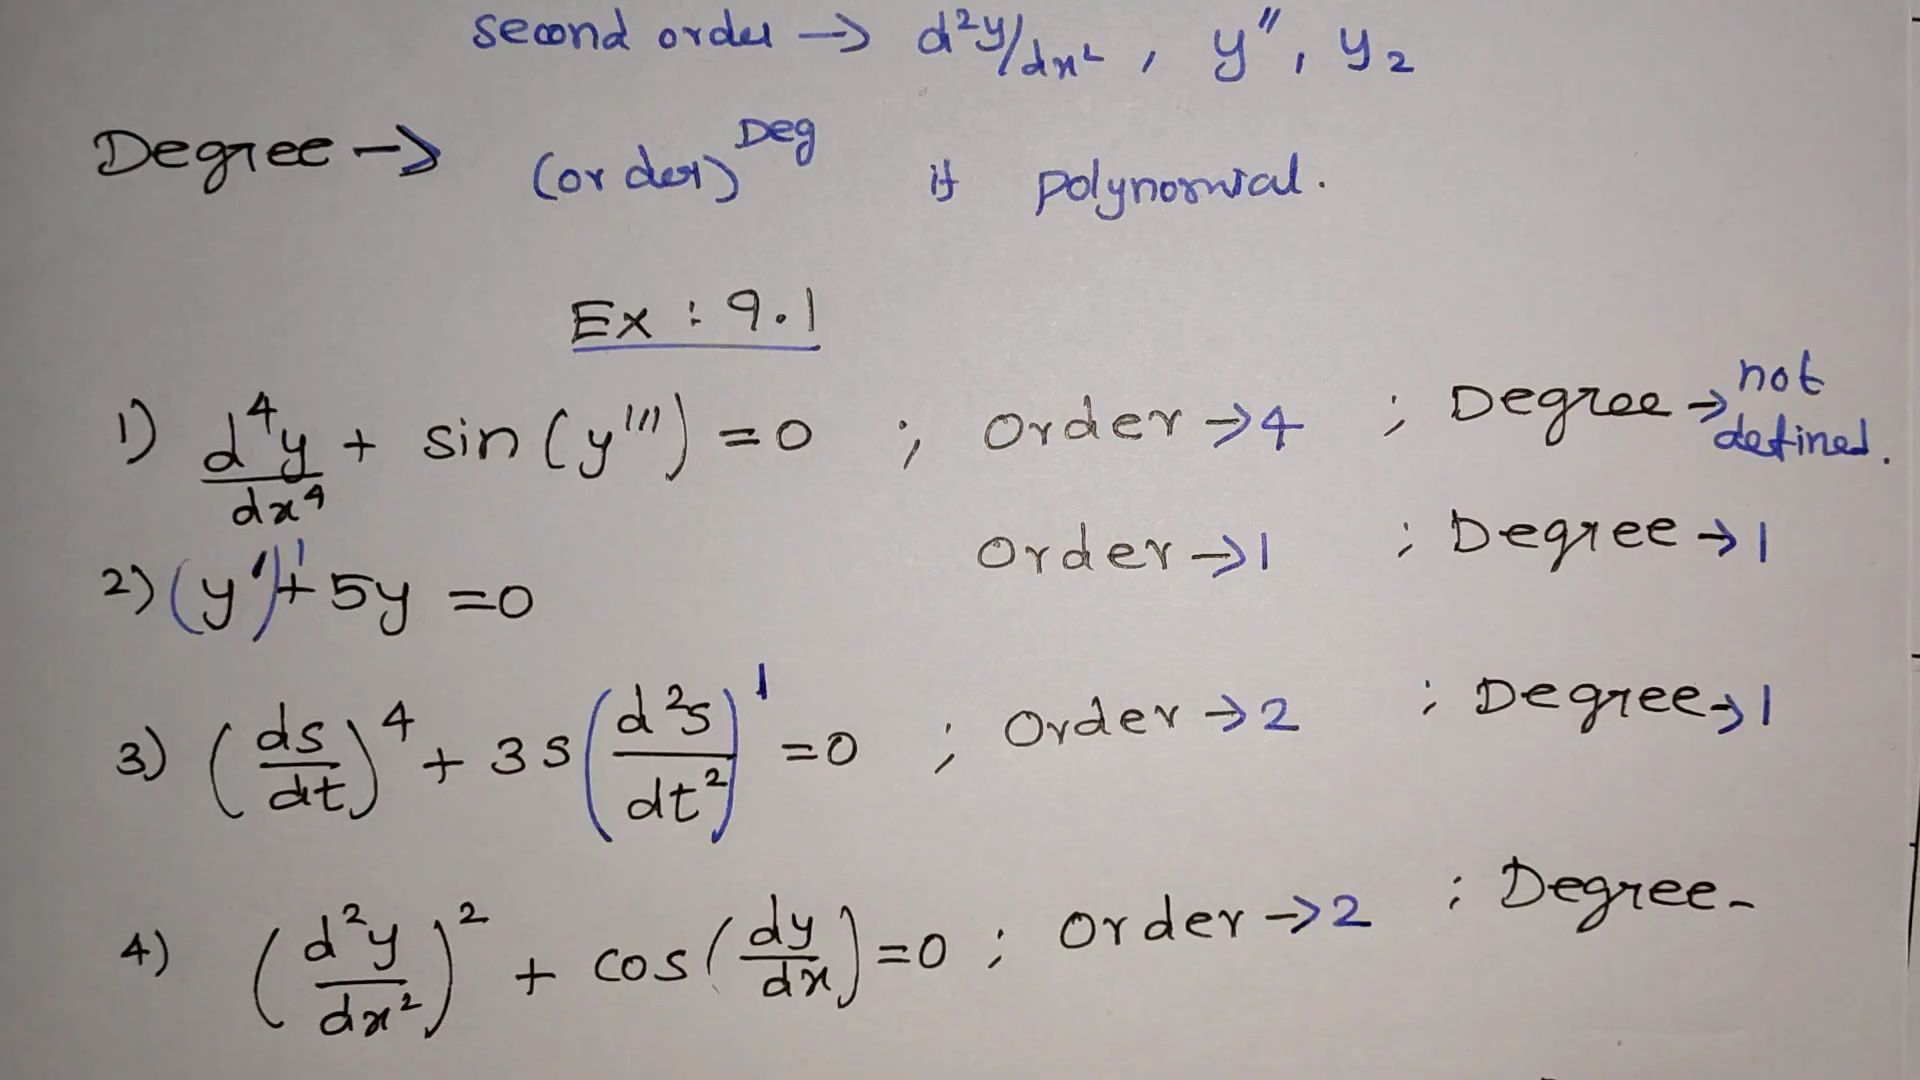 second order → d²y/dx², y", y₂
Degree → (order)^Deg if polynomial.
Ex : 9.1
1) d⁴y/dx⁴ + sin (y''') = 0 ; Order → 4 ; Degree → not defined.
2) (y')¹ + 5y = 0 Order → 1 ; Degree → 1
3) (ds/dt)⁴ + 3s (d²s/dt²)¹ = 0 ; Order → 2 ; Degree → 1
4) (d²y/dx²)² + cos (dy/dx) = 0 ; Order → 2 ; Degree -